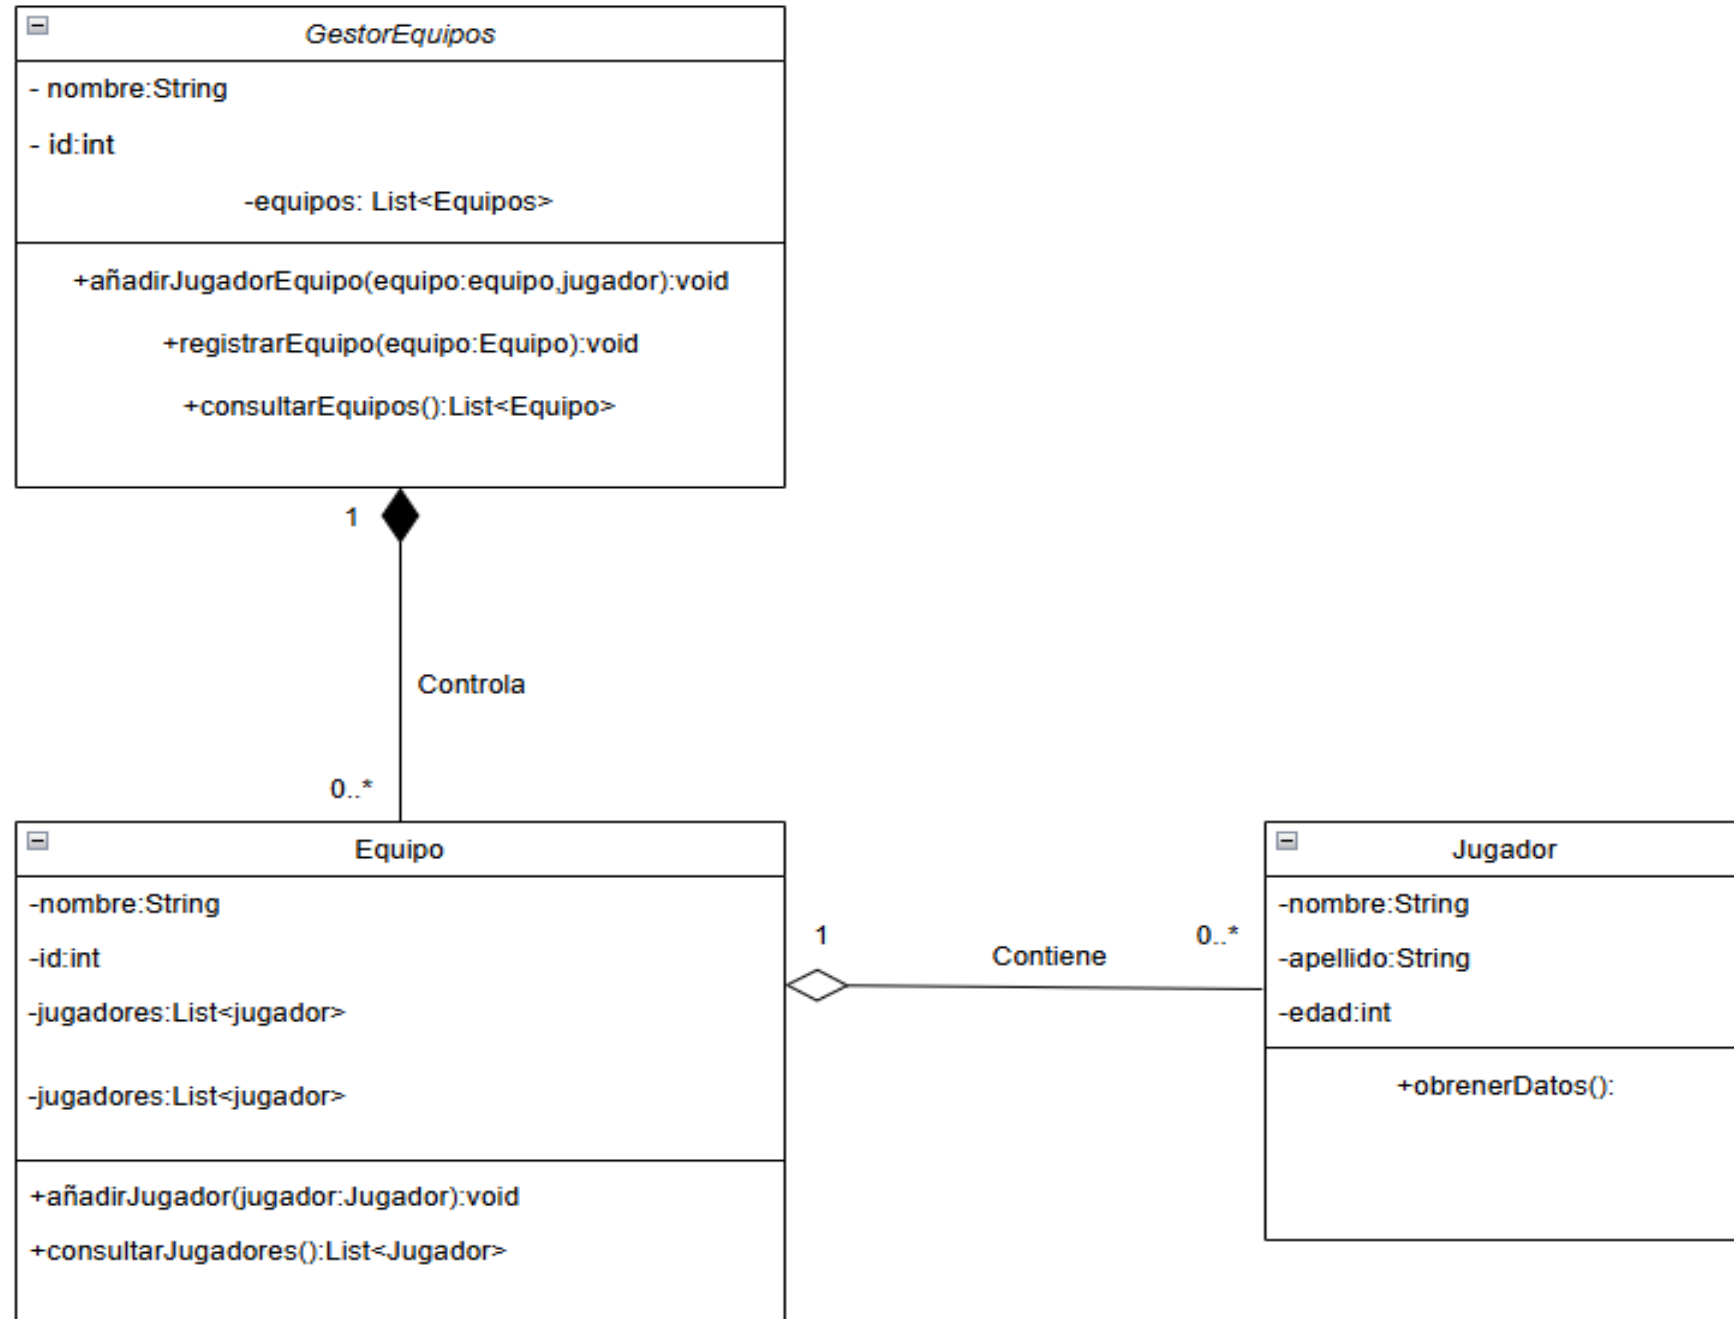 GestorEquipos
- nombre:String
- id:int
-equipos: List<Equipos>
+añadirJugadorEquipo(equipo:equipo,jugador):void
+registrarEquipo(equipo:Equipo):void
+consultarEquipos():List<Equipo>
1
Controla
0..*
Equipo
-nombre:String
-id:int
-jugadores:List<jugador>
-jugadores:List<jugador>
+añadirJugador(jugador:Jugador):void
+consultarJugadores():List<Jugador>
1
Contiene
0..*
Jugador
-nombre:String
-apellido:String
-edad:int
+obrenerDatos():